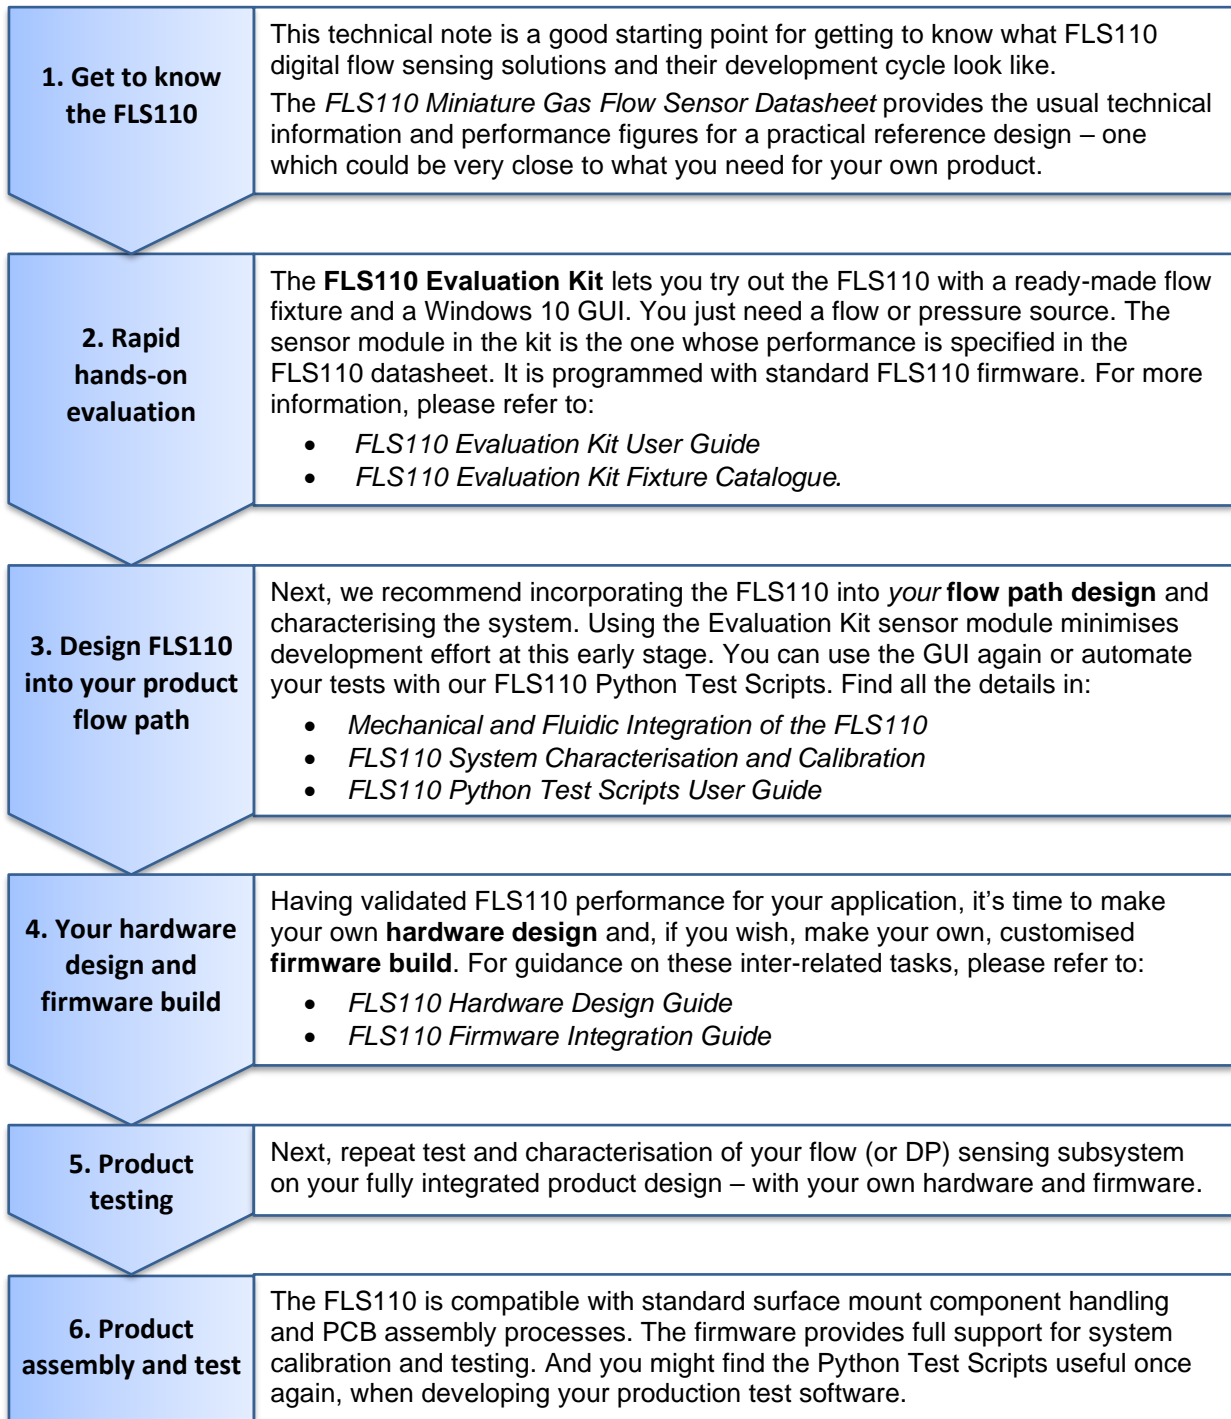 1. Get to know
the FLS110
This technical note is a good starting point for getting to know what FLS110
digital flow sensing solutions and their development cycle look like.
The FLS110 Miniature Gas Flow Sensor Datasheet provides the usual technical
information and performance figures for a practical reference design – one
which could be very close to what you need for your own product.
2. Rapid
hands-on
evaluation
The FLS110 Evaluation Kit lets you try out the FLS110 with a ready-made flow
fixture and a Windows 10 GUI. You just need a flow or pressure source. The
sensor module in the kit is the one whose performance is specified in the
FLS110 datasheet. It is programmed with standard FLS110 firmware. For more
information, please refer to:
• FLS110 Evaluation Kit User Guide
• FLS110 Evaluation Kit Fixture Catalogue.
3. Design FLS110
into your product
flow path
Next, we recommend incorporating the FLS110 into your flow path design and
characterising the system. Using the Evaluation Kit sensor module minimises
development effort at this early stage. You can use the GUI again or automate
your tests with our FLS110 Python Test Scripts. Find all the details in:
• Mechanical and Fluidic Integration of the FLS110
• FLS110 System Characterisation and Calibration
• FLS110 Python Test Scripts User Guide
4. Your hardware
design and
firmware build
Having validated FLS110 performance for your application, it’s time to make
your own hardware design and, if you wish, make your own, customised
firmware build. For guidance on these inter-related tasks, please refer to:
• FLS110 Hardware Design Guide
• FLS110 Firmware Integration Guide
5. Product
testing
Next, repeat test and characterisation of your flow (or DP) sensing subsystem
on your fully integrated product design – with your own hardware and firmware.
6. Product
assembly and test
The FLS110 is compatible with standard surface mount component handling
and PCB assembly processes. The firmware provides full support for system
calibration and testing. And you might find the Python Test Scripts useful once
again, when developing your production test software.